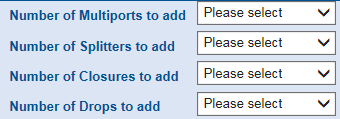 Number of Multiports to add Please select
Number of Splitters to add Please select
Number of Closures to add Please select
Number of Drops to add Please select